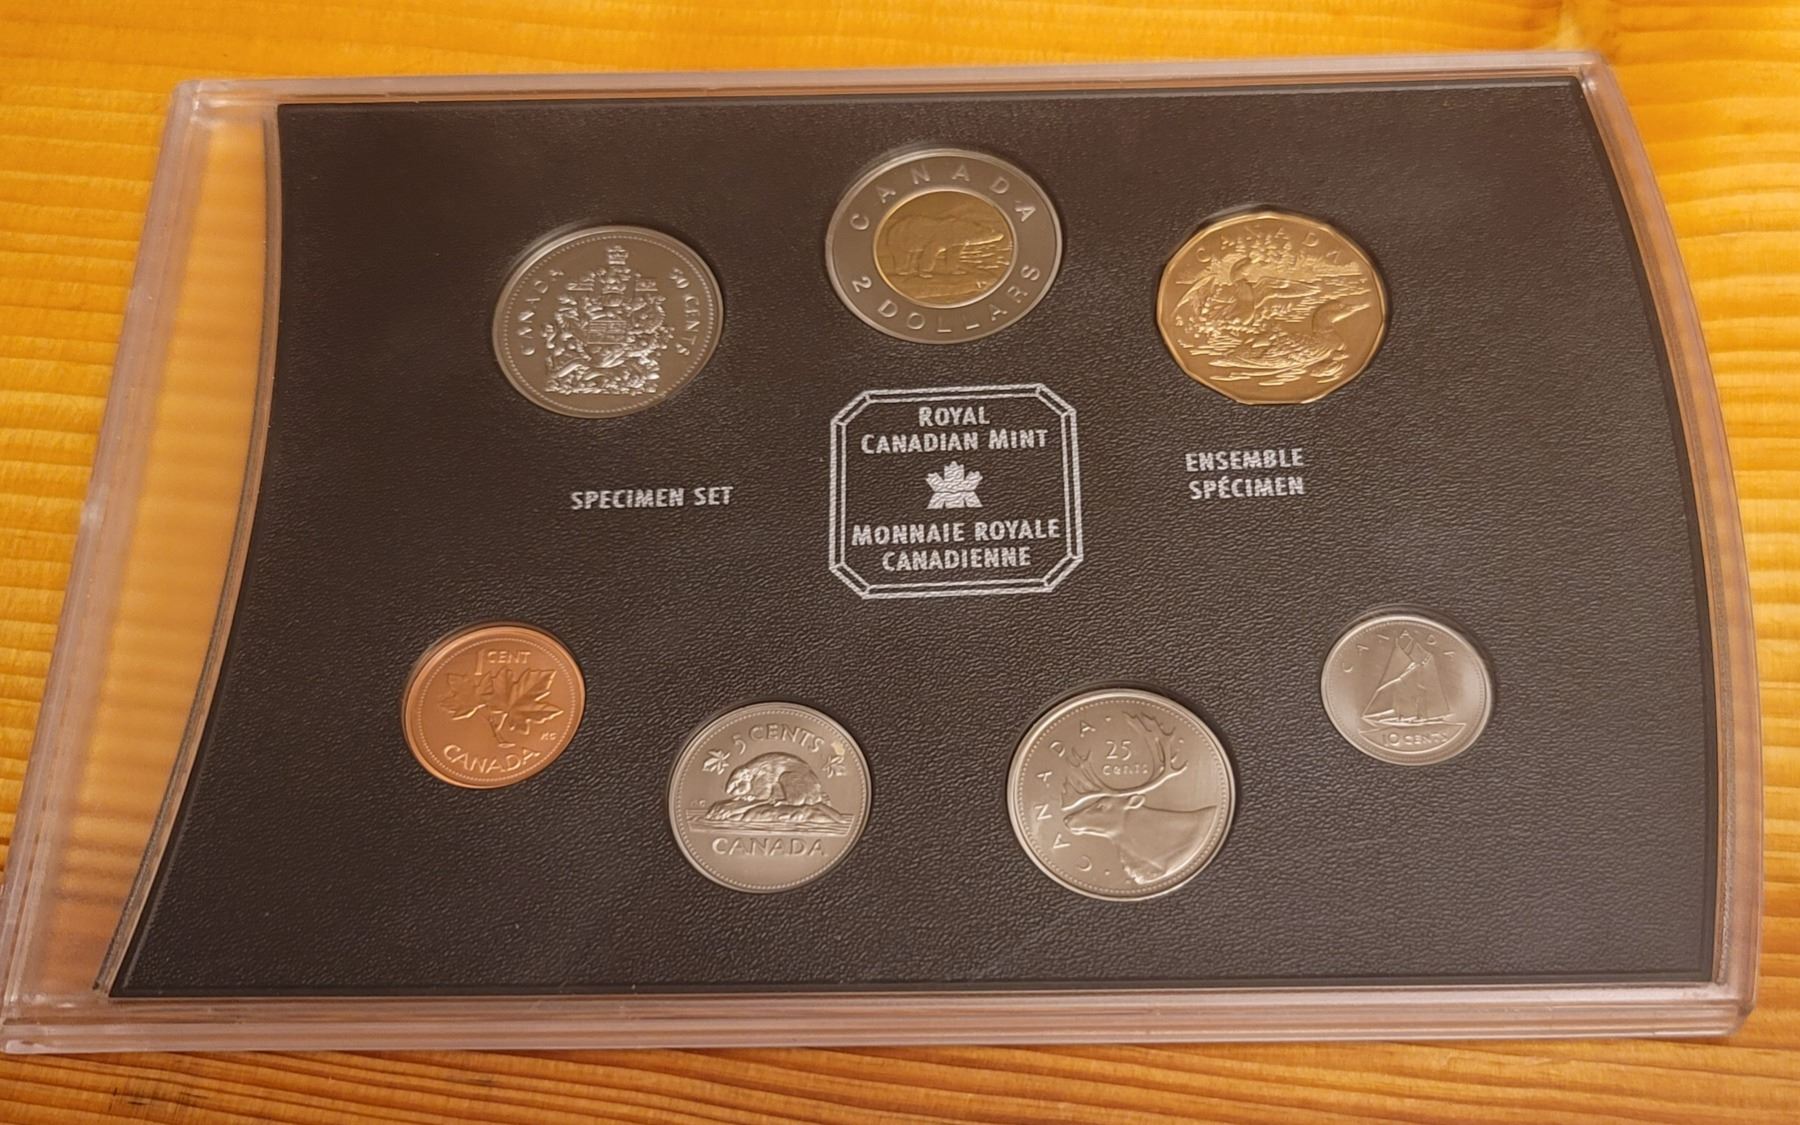 CANADA
50 CENTS
CANADA
2 DOLLARS
CANADA
ROYAL
CANADIAN MINT
MONNAIE ROYALE
CANADIENNE
SPECIMEN SET
ENSEMBLE
SPÉCIMEN
1 CENT
KG
CANADA
5 CENTS
CANADA
CANADA
25
CENTS
CANADA
10 CENTS